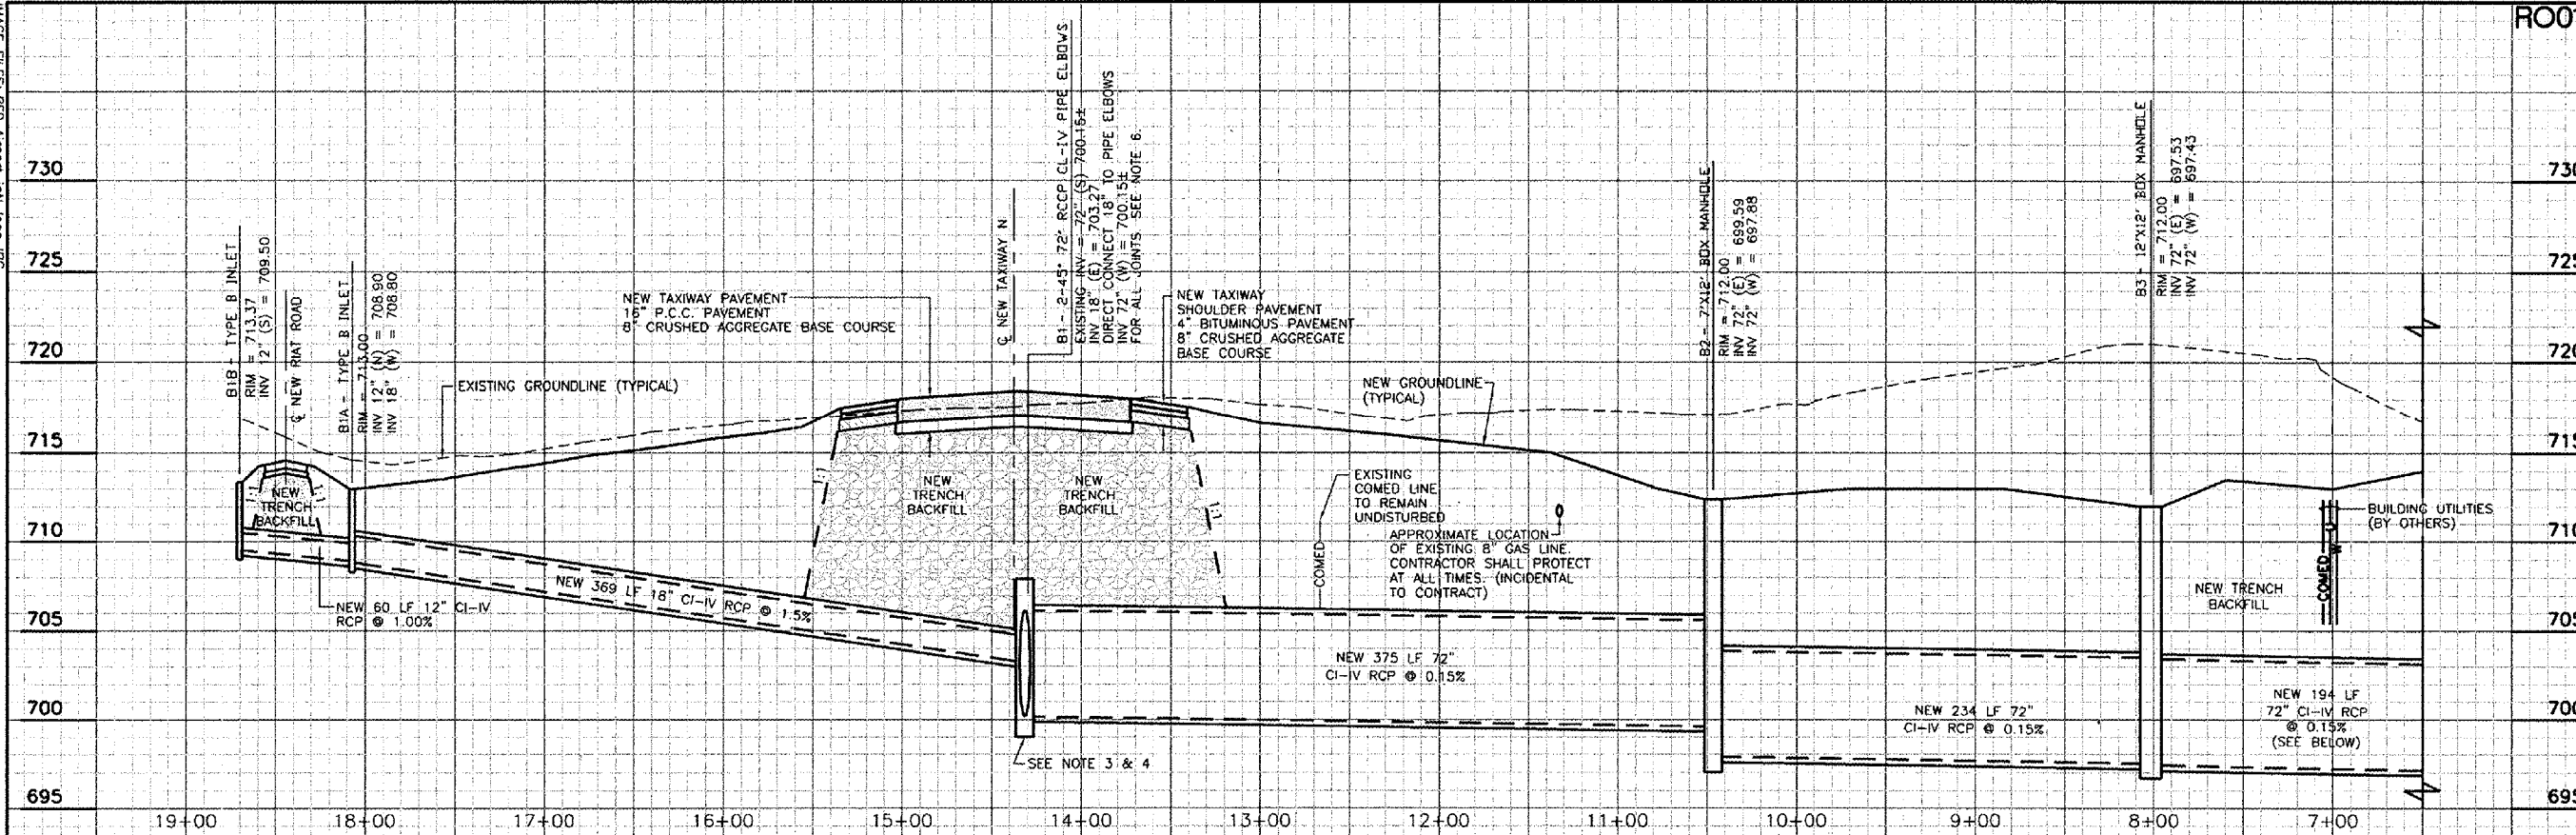 RO0
730
725
720
715
710
705
700
695
B1B - TYPE B INLET
RIM = 713.37
INV 12" (S) = 709.50
℄ NEW RIAT ROAD
B1A - TYPE B INLET
RIM = 713.00
INV 12" (N) = 708.90
INV 18" (W) = 708.80
EXISTING GROUNDLINE (TYPICAL)
NEW
TRENCH
BACKFILL
1:1
NEW 60 LF 12" CI-IV
RCP @ 1.00%
NEW 369 LF 18" CI-IV RCP @ 1.5%
NEW TAXIWAY PAVEMENT
16" P.C.C. PAVEMENT
8" CRUSHED AGGREGATE BASE COURSE
℄ NEW TAXIWAY N
B1 - 2-45° 72" RCCP CL-IV PIPE ELBOWS
EXISTING INV = 72" (S) 700.15±
INV 18" (E) = 703.27
DIRECT CONNECT 18" TO PIPE ELBOWS
INV 72" (W) = 700.15±
FOR ALL JOINTS SEE NOTE 6.
NEW TAXIWAY
SHOULDER PAVEMENT
4" BITUMINOUS PAVEMENT
8" CRUSHED AGGREGATE
BASE COURSE
NEW
TRENCH
BACKFILL
NEW
TRENCH
BACKFILL
1:1
SEE NOTE 3 & 4
NEW GROUNDLINE
(TYPICAL)
EXISTING
COMED LINE
TO REMAIN
UNDISTURBED
COMED
APPROXIMATE LOCATION
OF EXISTING 8" GAS LINE.
CONTRACTOR SHALL PROTECT
AT ALL TIMES. (INCIDENTAL
TO CONTRACT)
NEW 375 LF 72"
CI-IV RCP @ 0.15%
B2 - 7'X12' BOX MANHOLE
RIM = 712.00
INV 72" (E) = 699.59
INV 72" (W) = 697.88
NEW 234 LF 72"
CI-IV RCP @ 0.15%
B3 - 12'X12' BOX MANHOLE
RIM = 712.00
INV 72" (E) = 697.53
INV 72" (W) = 697.43
BUILDING UTILITIES
(BY OTHERS)
COMED
W
NEW TRENCH
BACKFILL
NEW 194 LF
72" CI-IV RCP
@ 0.15%
(SEE BELOW)
730
725
720
715
710
705
700
695
19+00 18+00 17+00 16+00 15+00 14+00 13+00 12+00 11+00 10+00 9+00 8+00 7+00